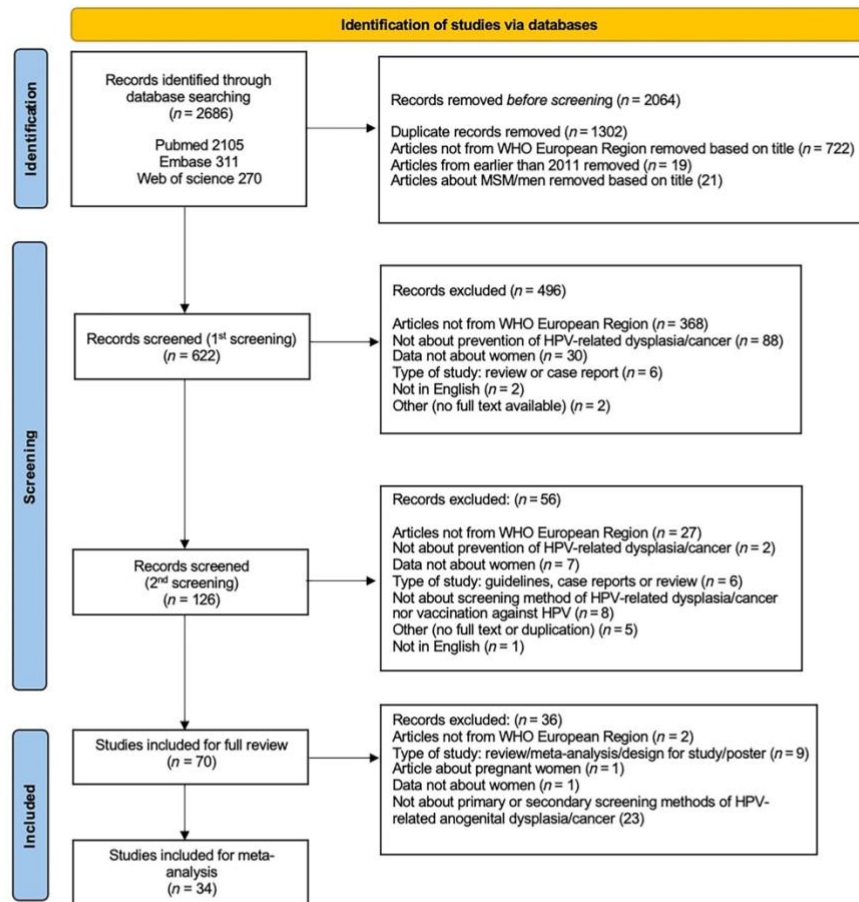 Identification of studies via databases
Identification
Records identified through
database searching
(n = 2686)
Pubmed 2105
Embase 311
Web of science 270
Records removed before screening (n = 2064)
Duplicate records removed (n = 1302)
Articles not from WHO European Region removed based on title (n = 722)
Articles from earlier than 2011 removed (n = 19)
Articles about MSM/men removed based on title (21)
Screening
Records screened (1st screening)
(n = 622)
Records excluded (n = 496)
Articles not from WHO European Region (n = 368)
Not about prevention of HPV-related dysplasia/cancer (n = 88)
Data not about women (n = 30)
Type of study: review or case report (n = 6)
Not in English (n = 2)
Other (no full text available) (n = 2)
Records screened
(2nd screening)
(n = 126)
Records excluded: (n = 56)
Articles not from WHO European Region (n = 27)
Not about prevention of HPV-related dysplasia/cancer (n = 2)
Data not about women (n = 7)
Type of study: guidelines, case reports or review (n = 6)
Not about screening method of HPV-related dysplasia/cancer
nor vaccination against HPV (n = 8)
Other (no full text or duplication) (n = 5)
Not in English (n = 1)
Included
Studies included for full review
(n = 70)
Records excluded: (n = 36)
Articles not from WHO European Region (n = 2)
Type of study: review/meta-analysis/design for study/poster (n = 9)
Article about pregnant women (n = 1)
Data not about women (n = 1)
Not about primary or secondary screening methods of HPV-
related anogenital dysplasia/cancer (23)
Studies included for meta-
analysis
(n = 34)